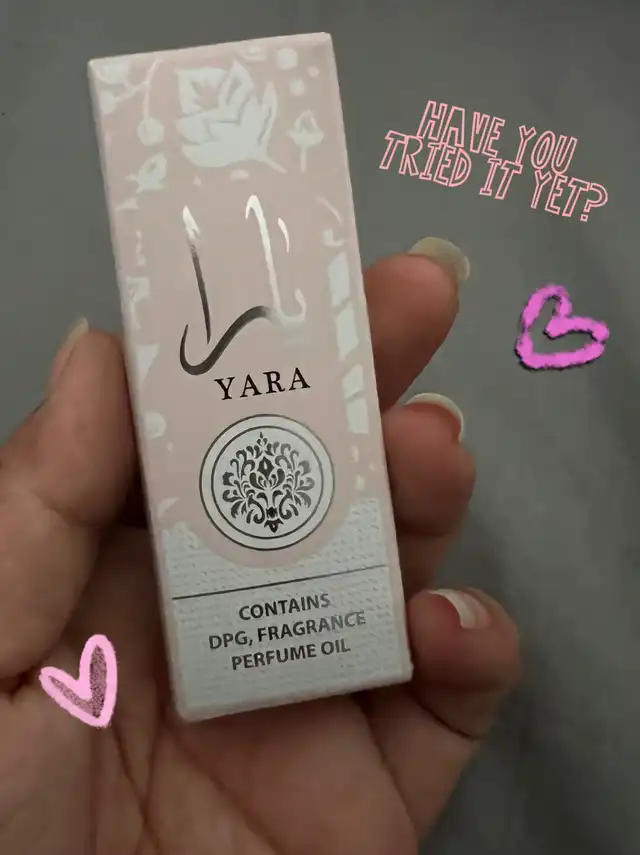 HAVE YOU
TRIED IT YET?
يارا
YARA
CONTAINS
DPG, FRAGRANCE
PERFUME OIL